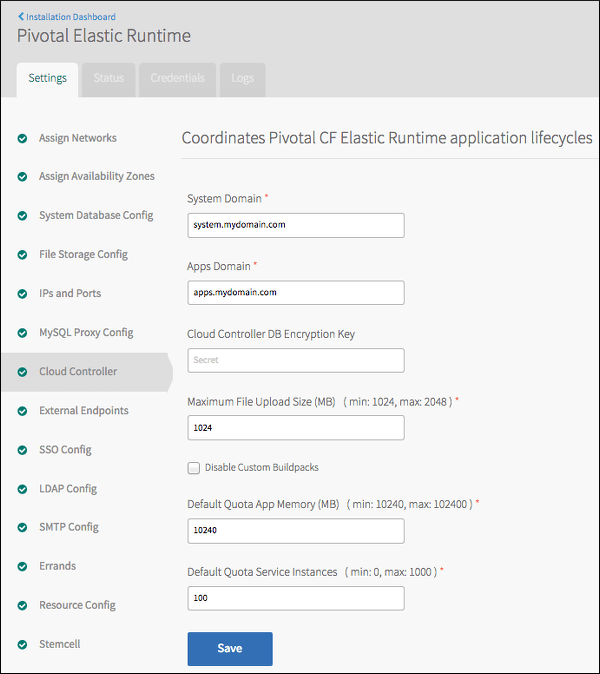 Installation Dashboard
Pivotal Elastic Runtime
Settings
Status
Credentials
Logs
Assign Networks
Assign Availability Zones
System Database Config
File Storage Config
IPs and Ports
MySQL Proxy Config
Cloud Controller
External Endpoints
SSO Config
LDAP Config
SMTP Config
Errands
Resource Config
Stemcell
Coordinates Pivotal CF Elastic Runtime application lifecycles
System Domain *
system.mydomain.com
Apps Domain *
apps.mydomain.com
Cloud Controller DB Encryption Key
Secret
Maximum File Upload Size (MB) ( min: 1024, max: 2048 ) *
1024
Disable Custom Buildpacks
Default Quota App Memory (MB) ( min: 10240, max: 102400 ) *
10240
Default Quota Service Instances ( min: 0, max: 1000 ) *
100
Save